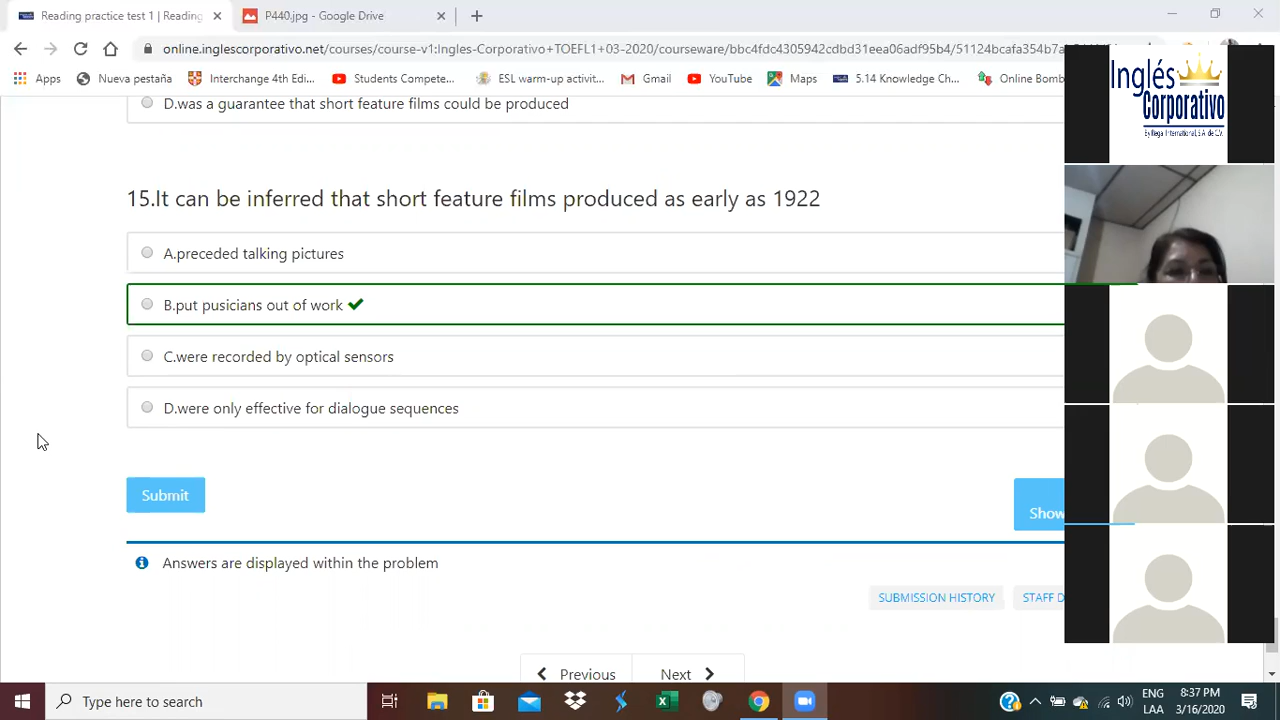 Reading practice test 1 | Reading
P440.jpg - Google Drive
online.inglescorporativo.net/courses/course-v1:Ingles-Corporativo+TOEFL1+03-2020/courseware/bbc4fdc4305942cdbd31eea06adf95b4/51124bcafa354b7a
Apps
Nueva pestaña
Interchange 4th Edi...
Students Compete...
ESL warm-up activit...
Gmail
YouTube
Maps
5.14 Knowledge Ch...
Online Bomb
Inglés
Corporativo
D.was a guarantee that short feature films could be produced
15.It can be inferred that short feature films produced as early as 1922
A.preceded talking pictures
B.put pusicians out of work
C.were recorded by optical sensors
D.were only effective for dialogue sequences
Submit
Show
Answers are displayed within the problem
SUBMISSION HISTORY
STAFF D
Previous
Next
Type here to search
ENG
LAA
8:37 PM
3/16/2020